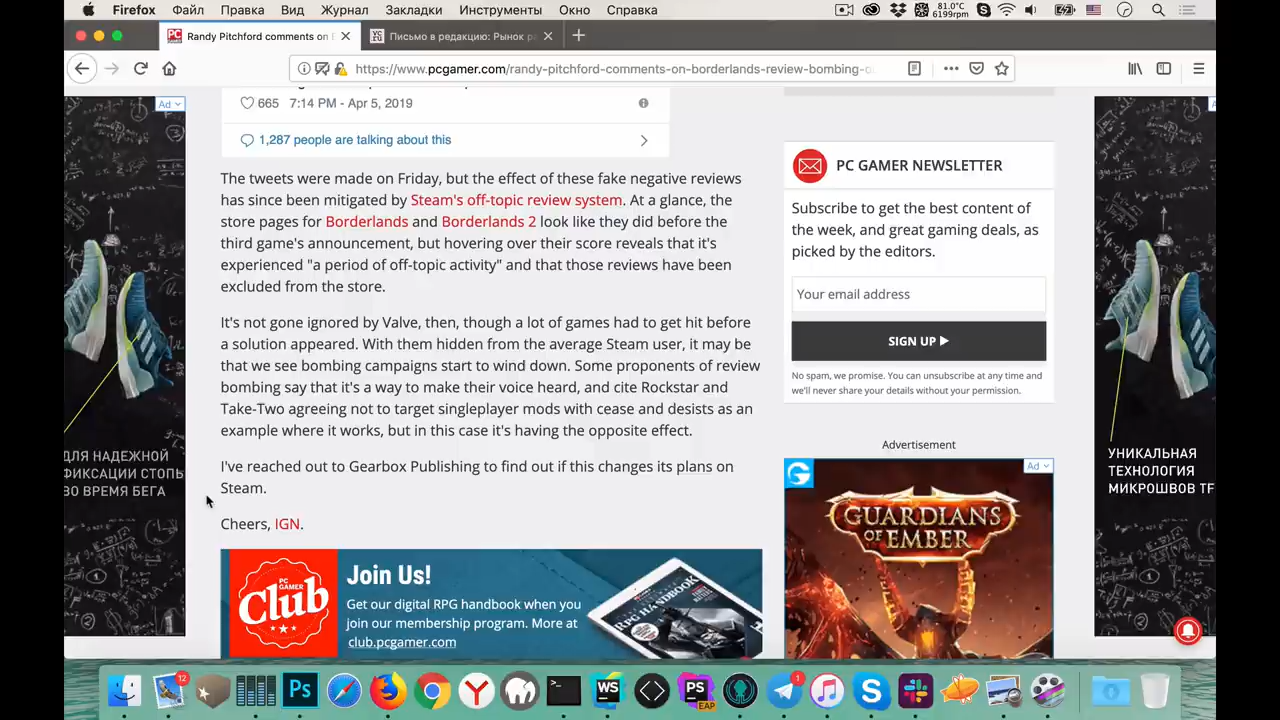 Firefox Файл Правка Вид Журнал Закладки Инструменты Окно Справка
81.0°C
6199rpm
Randy Pitchford comments on
Письмо в редакцию: Рынок
https://www.pcgamer.com/randy-pitchford-comments-on-borderlands-review-bombing-
Ad
665 7:14 PM - Apr 5, 2019
1,287 people are talking about this
The tweets were made on Friday, but the effect of these fake negative reviews
has since been mitigated by Steam's off-topic review system. At a glance, the
store pages for Borderlands and Borderlands 2 look like they did before the
third game's announcement, but hovering over their score reveals that it's
experienced "a period of off-topic activity" and that those reviews have been
excluded from the store.
It's not gone ignored by Valve, then, though a lot of games had to get hit before
a solution appeared. With them hidden from the average Steam user, it may be
that we see bombing campaigns start to wind down. Some proponents of review
bombing say that it's a way to make their voice heard, and cite Rockstar and
Take-Two agreeing not to target singleplayer mods with cease and desists as an
example where it works, but in this case it's having the opposite effect.
I've reached out to Gearbox Publishing to find out if this changes its plans on
Steam.
Cheers, IGN.
PC GAMER
Club
Join Us!
Get our digital RPG handbook when you
join our membership program. More at
club.pcgamer.com
RPG HANDBOOK
PC GAMER NEWSLETTER
Subscribe to get the best content of
the week, and great gaming deals, as
picked by the editors.
Your email address
SIGN UP
No spam, we promise. You can unsubscribe at any time and
we'll never share your details without your permission.
Advertisement
Ad
GUARDIANS
OF EMBER
ДЛЯ НАДЕЖНОЙ
ФИКСАЦИИ СТОПЬ
ВО ВРЕМЯ БЕГА
УНИКАЛЬНАЯ
ТЕХНОЛОГИЯ
МИКРОШВОВ TF
12
Ps
WS
PS
EAP
1